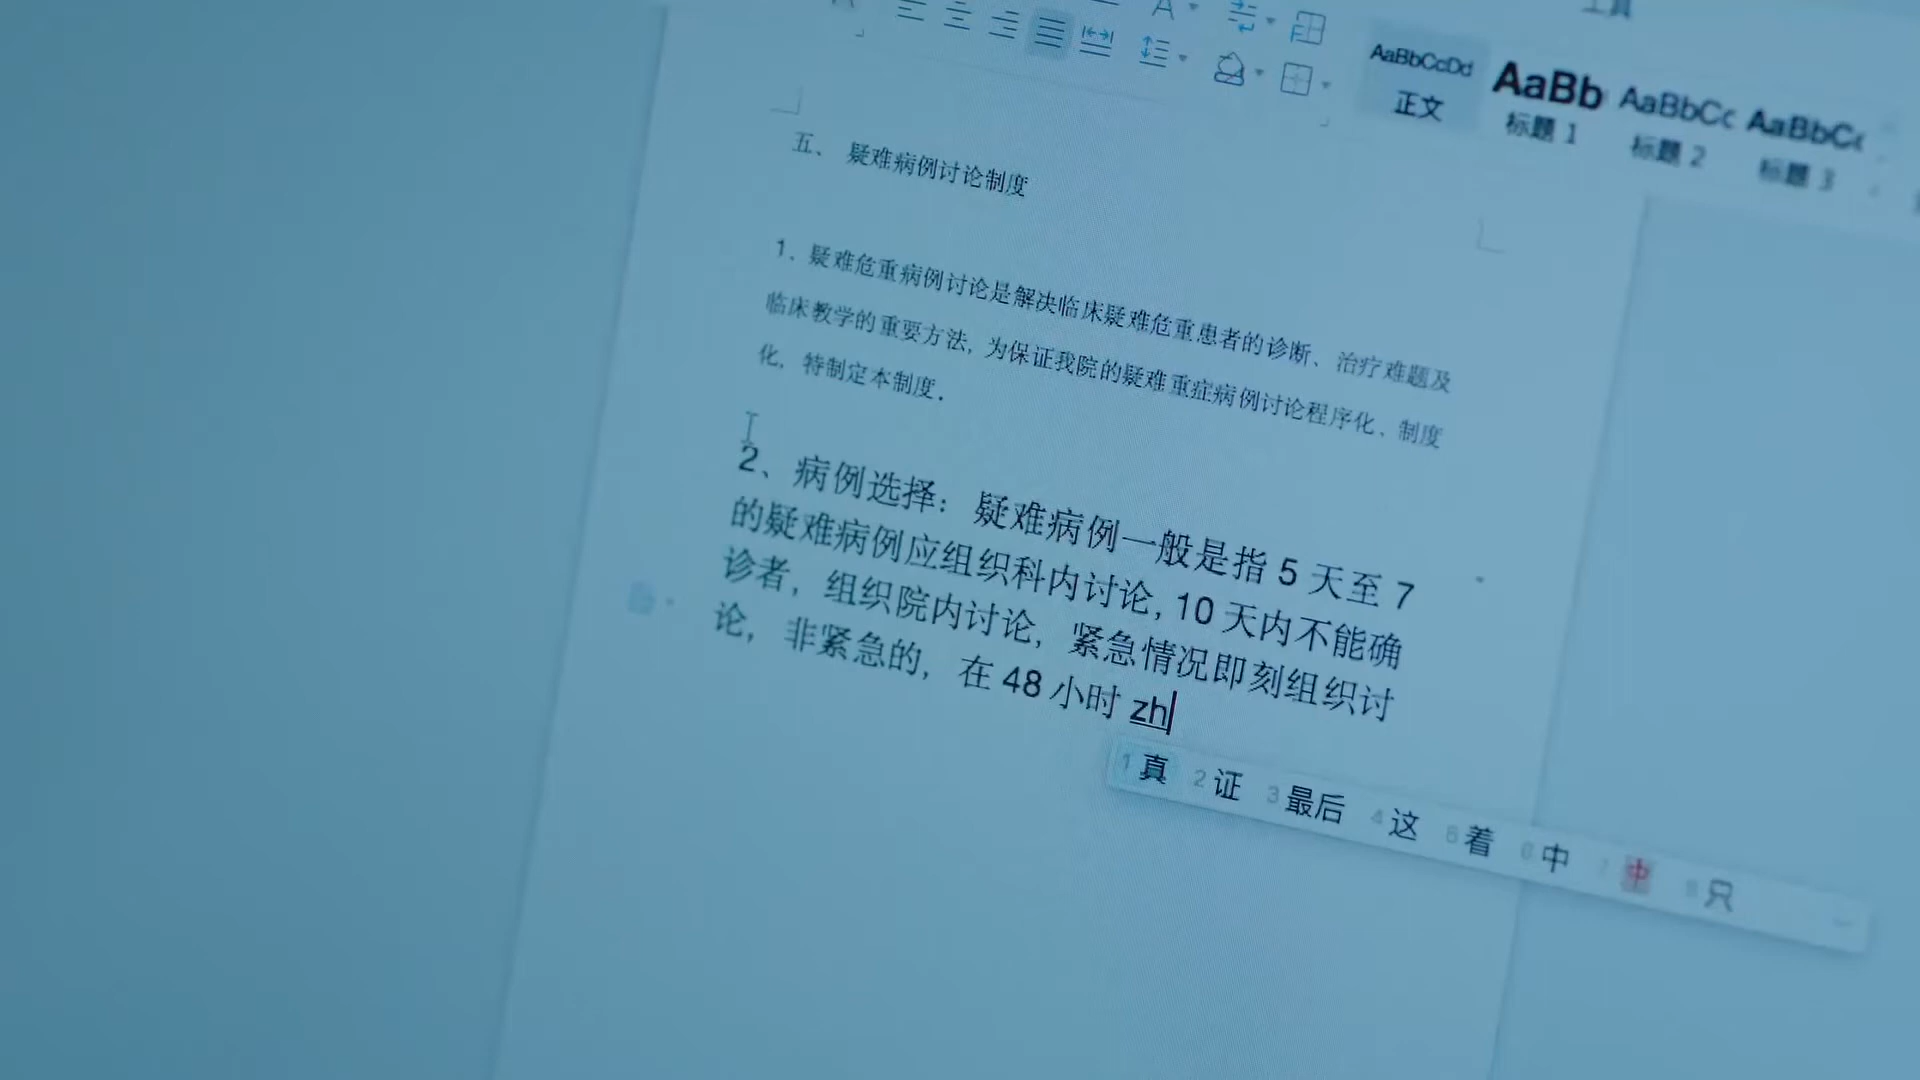 工具
AaBbCcDd AaBb AaBbCc AaBbCc
正文 标题 1 标题 2 标题 3
五、 疑难病例讨论制度
1、疑难危重病例讨论是解决临床疑难危重患者的诊断、治疗难题及
临床教学的重要方法, 为保证我院的疑难重症病例讨论程序化、制度
化, 特制定本制度.
2、病例选择: 疑难病例一般是指 5 天至 7
的疑难病例应组织科内讨论, 10 天内不能确
诊者, 组织院内讨论, 紧急情况即刻组织讨
论, 非紧急的, 在 48 小时 zh
1 真 2 证 3 最后 4 这 5 着 6 中 7 中 8 只